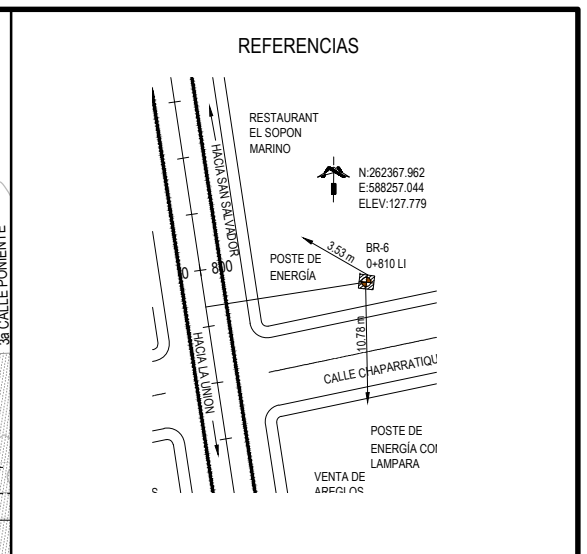 REFERENCIAS
3a CALLE PONIENTE
RESTAURANT
EL SOPON
MARINO
HACIA SAN SALVADOR
N:262367.962
E:588257.044
ELEV:127.779
3.53 m
BR-6
0+810 LI
POSTE DE
ENERGÍA
0
800
10.78 m
HACIA LA UNION
CALLE CHAPARRATIQU
POSTE DE
ENERGÍA CON
LAMPARA
VENTA DE
AREGLOS